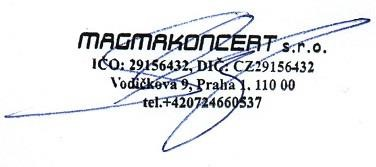 MAGMAKONCERT s.r.o.
IČO: 29156432, DIČ: CZ29156432
Vodičkova 9, Praha 1. 110 00
tel.+420724660537